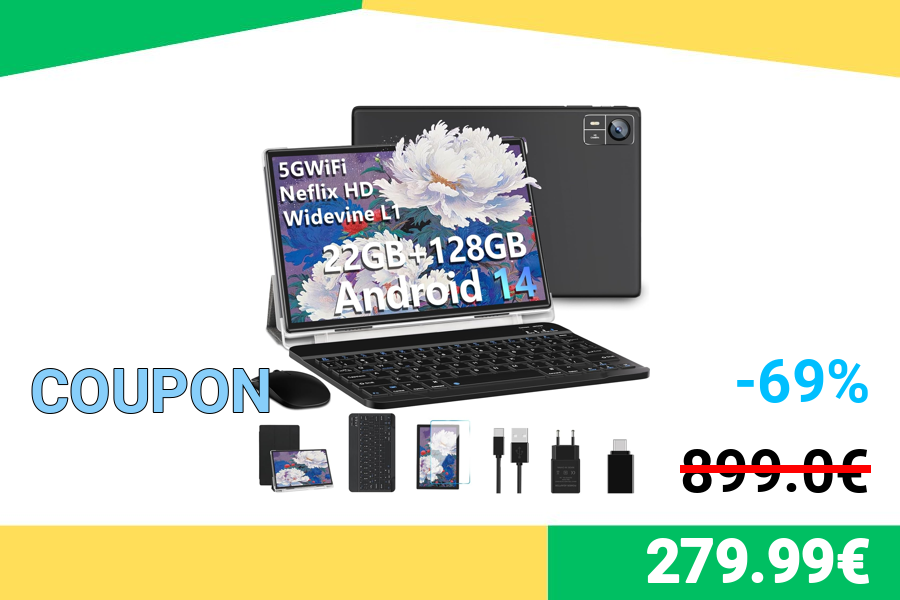 5GWiFi
Neflix HD
Widevine L1
22GB+128GB
Android 14
COUPON
-69%
899.0€
279.99€